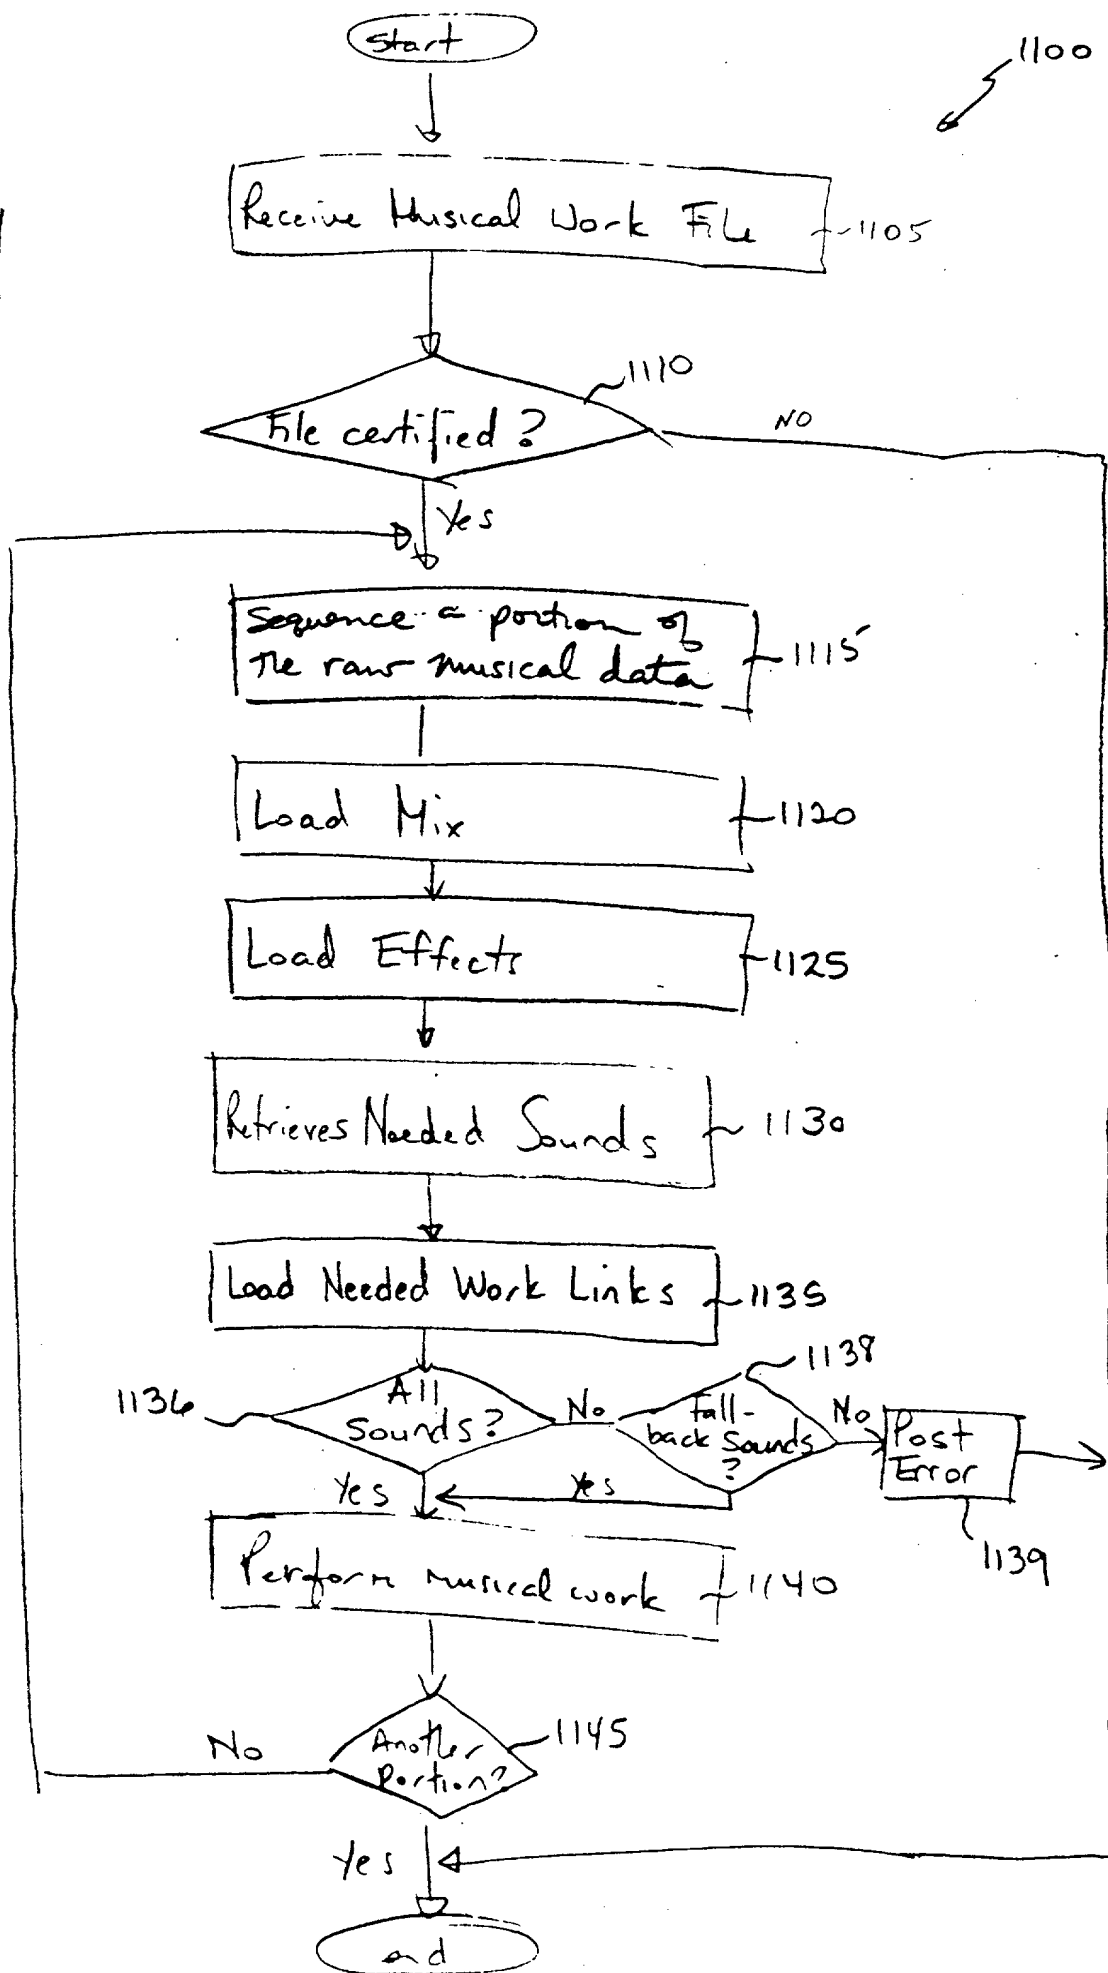 Start
1100
Receive Musical Work File
1105
1110
File certified?
NO
Yes
Sequence a portion of
the raw musical data
1115
Load Mix
1120
Load Effects
1125
Retrieves Needed Sounds
1130
Load Needed Work Links
1135
1136
All
Sounds?
No
1138
Fall-
back Sounds
?
No
Post
Error
1139
Yes
Yes
Perform musical work
1140
1145
Another
Portion?
No
Yes
end